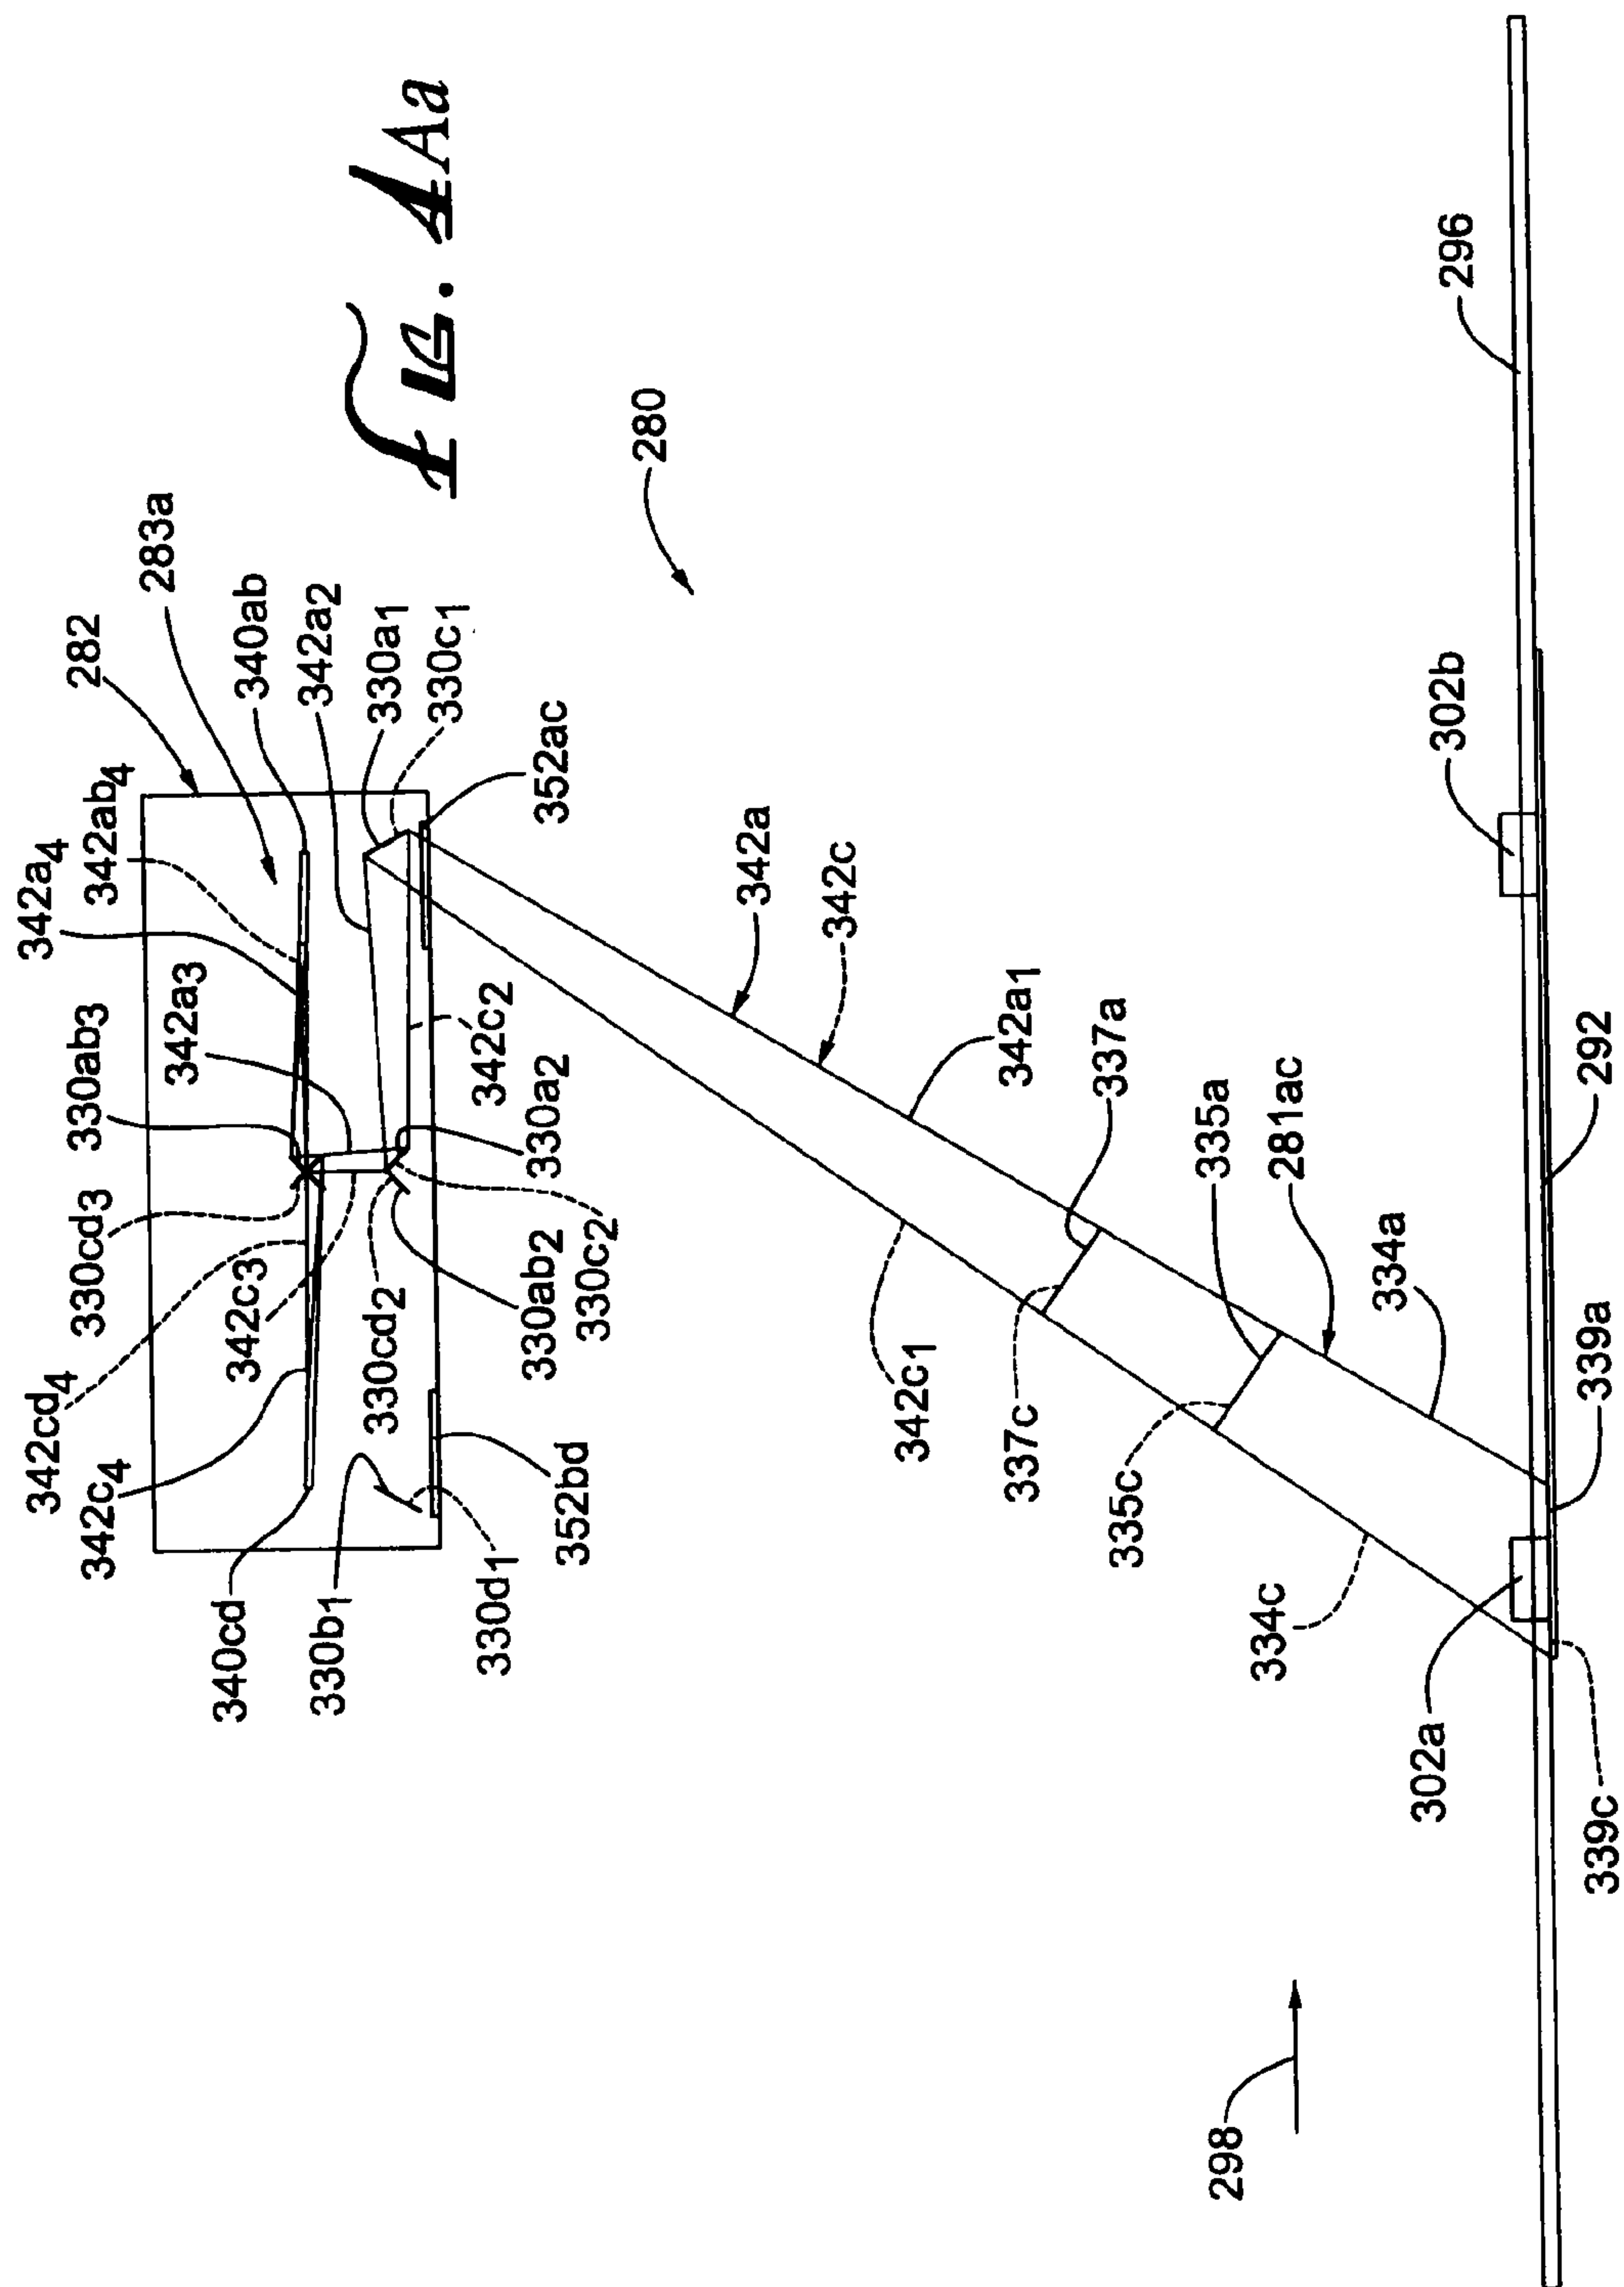 FIG. 4Aa
280
282
283a
340ab
342a2
330a1
330c1
352ac
342ab4
342a4
330ab3
342a3
330cd3
342c3
342cd4
342c4
340cd
330b1
330d1
352bd
330cd2
330ab2
330c2
330a2
342c2
342a
342c
342a1
342c1
337a
337c
335a
335c
281ac
334a
334c
298
302a
302b
296
292
339a
339c